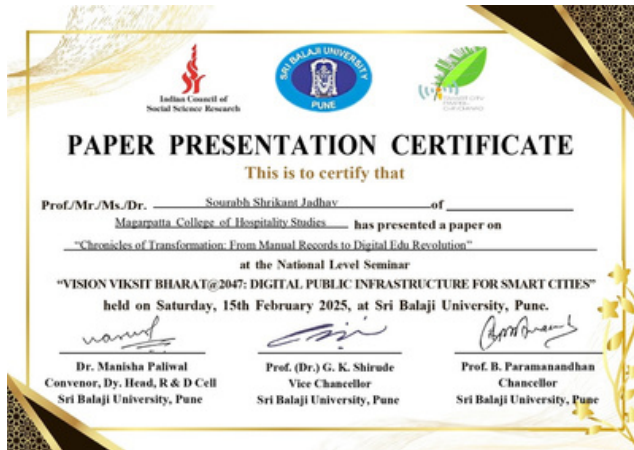 Indian Council of
Social Science Research
SRI BALAJI UNIVERSITY
PUNE
PAPER PRESENTATION CERTIFICATE
This is to certify that
Prof./Mr./Ms./Dr. Sourabh Shrikant Jadhav of
Magarpatta College of Hospitality Studies has presented a paper on
“Chronicles of Transformation: From Manual Records to Digital Edu Revolution”
at the National Level Seminar
“VISION VIKSIT BHARAT@2047: DIGITAL PUBLIC INFRASTRUCTURE FOR SMART CITIES”
held on Saturday, 15th February 2025, at Sri Balaji University, Pune.
Dr. Manisha Paliwal
Convenor, Dy. Head, R & D Cell
Sri Balaji University, Pune
Prof. (Dr.) G. K. Shirude
Vice Chancellor
Sri Balaji University, Pune
Prof. B. Paramanandhan
Chancellor
Sri Balaji University, Pune